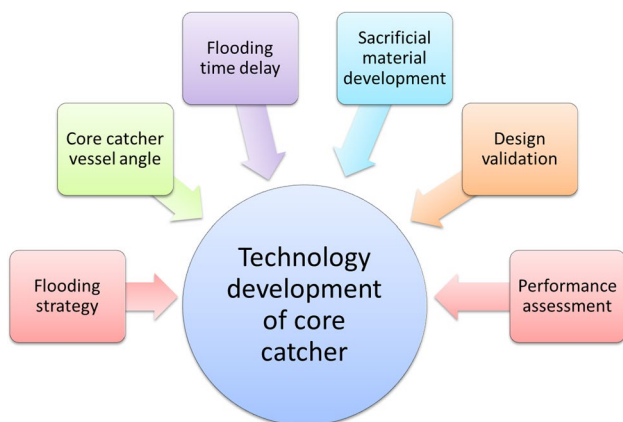 Flooding
time delay
Sacrificial
material
development
Core catcher
vessel angle
Design
validation
Flooding
strategy
Technology
development
of core
catcher
Performance
assessment